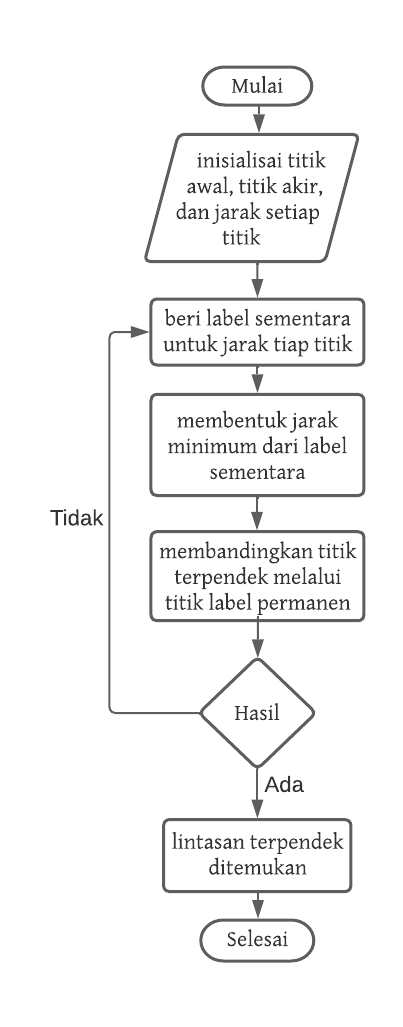 Mulai
inisialisai titik
awal, titik akir,
dan jarak setiap
titik
beri label sementara
untuk jarak tiap titik
membentuk jarak
minimum dari label
sementara
Tidak
membandingkan titik
terpendek melalui
titik label permanen
Hasil
Ada
lintasan terpendek
ditemukan
Selesai